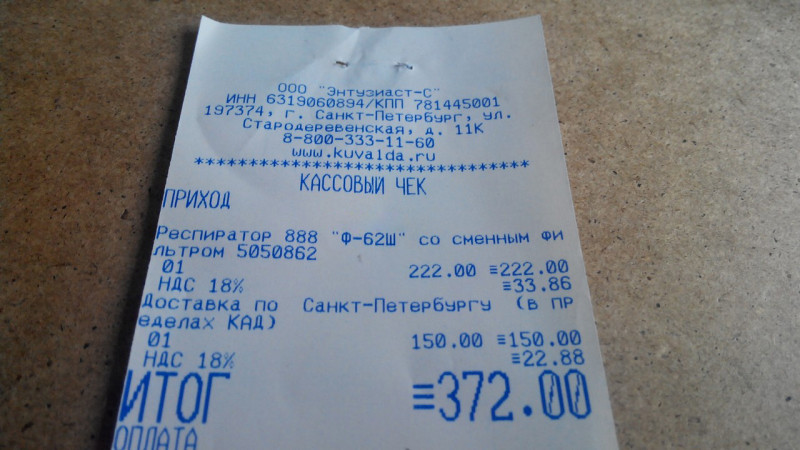 ООО "Энтузиаст-С"
ИНН 6319060894/КПП 781445001
197374, г. Санкт-Петербург, ул.
Стародеревенская, д. 11К
8-800-333-11-60
www.kuvalda.ru
***********************************
КАССОВЫЙ ЧЕК
ПРИХОД
Респиратор 888 "Ф-62Ш" со сменным фи
льтром 5050862
01 222.00 ≡222.00
НДС 18% ≡33.86
Доставка по Санкт-Петербургу (в пр
еделах КАД)
01 150.00 ≡150.00
НДС 18% ≡22.88
ИТОГ ≡372.00
ОПЛАТА